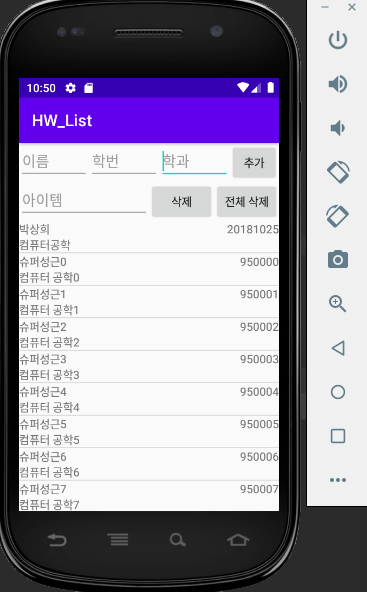 10:50
HW_List
이름 학번 학과 추가
아이템 삭제 전체 삭제
박상희 20181025
컴퓨터공학
슈퍼성근0 950000
컴퓨터 공학0
슈퍼성근1 950001
컴퓨터 공학1
슈퍼성근2 950002
컴퓨터 공학2
슈퍼성근3 950003
컴퓨터 공학3
슈퍼성근4 950004
컴퓨터 공학4
슈퍼성근5 950005
컴퓨터 공학5
슈퍼성근6 950006
컴퓨터 공학6
슈퍼성근7 950007
컴퓨터 공학7